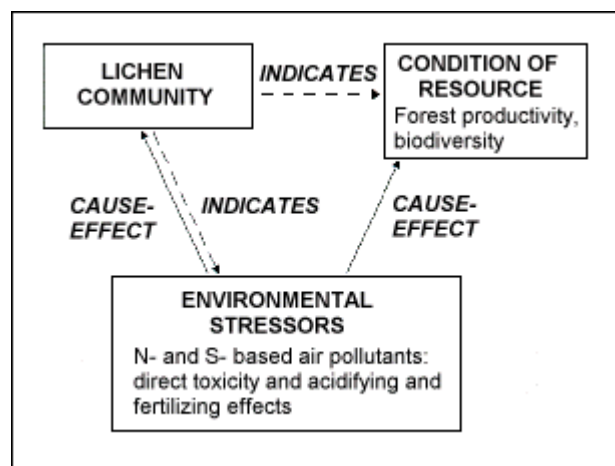 LICHEN
COMMUNITY
INDICATES
CONDITION OF
RESOURCE
Forest productivity,
biodiversity
CAUSE-
EFFECT
INDICATES
CAUSE-
EFFECT
ENVIRONMENTAL
STRESSORS
N- and S- based air pollutants:
direct toxicity and acidifying and
fertilizing effects